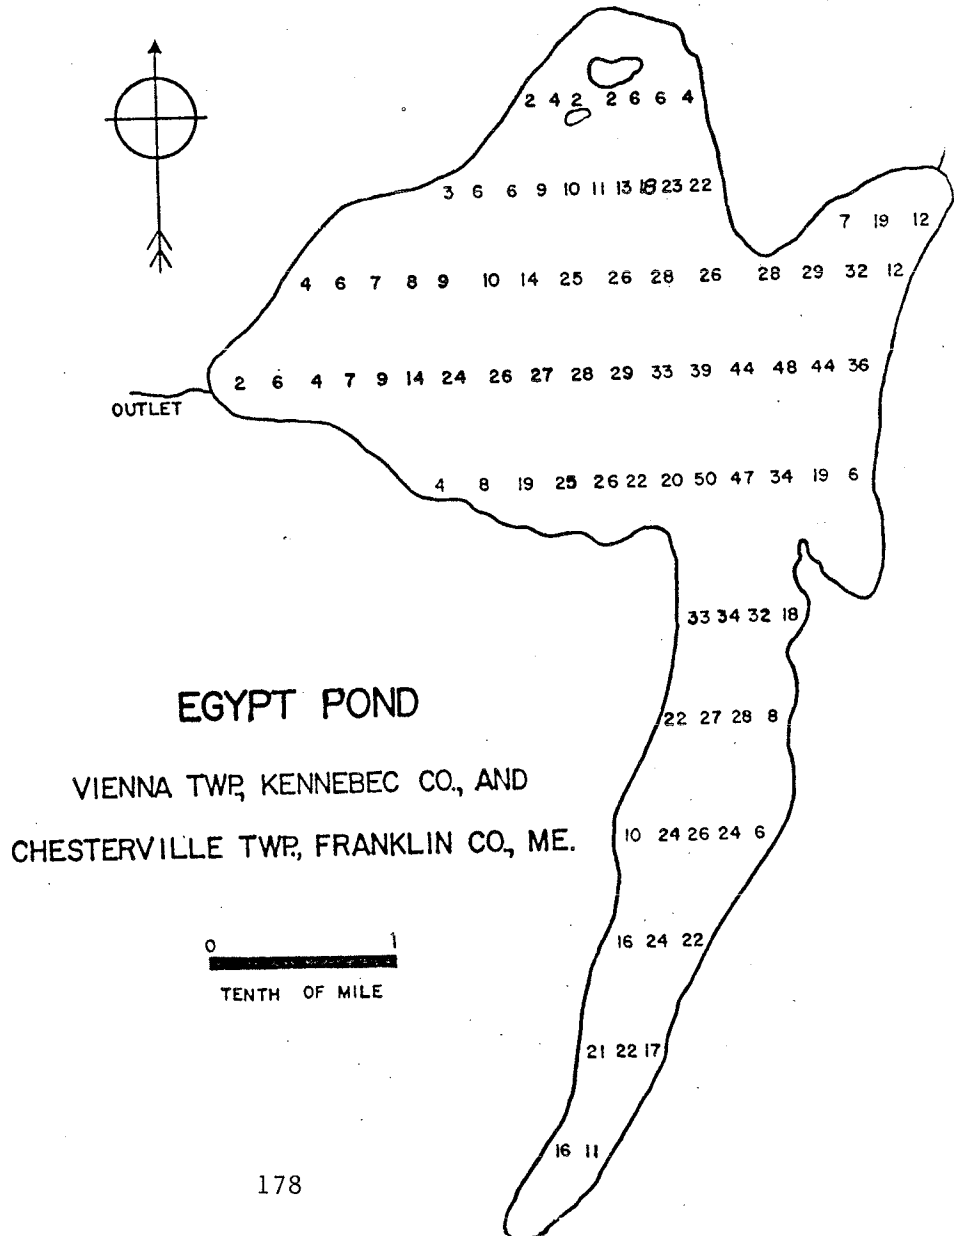 2 4 2 2 6 6 4
3 6 6 9 10 11 13 18 23 22
7 19 12
4 6 7 8 9 10 14 25 26 28 26 28 29 32 12
2 6 4 7 9 14 24 26 27 28 29 33 39 44 48 44 36
OUTLET
4 8 19 25 26 22 20 50 47 34 19 6
33 34 32 18
EGYPT POND
22 27 28 8
VIENNA TWP., KENNEBEC CO., AND
CHESTERVILLE TWP., FRANKLIN CO., ME.
10 24 26 24 6
0 1
TENTH OF MILE
16 24 22
21 22 17
16 11
178